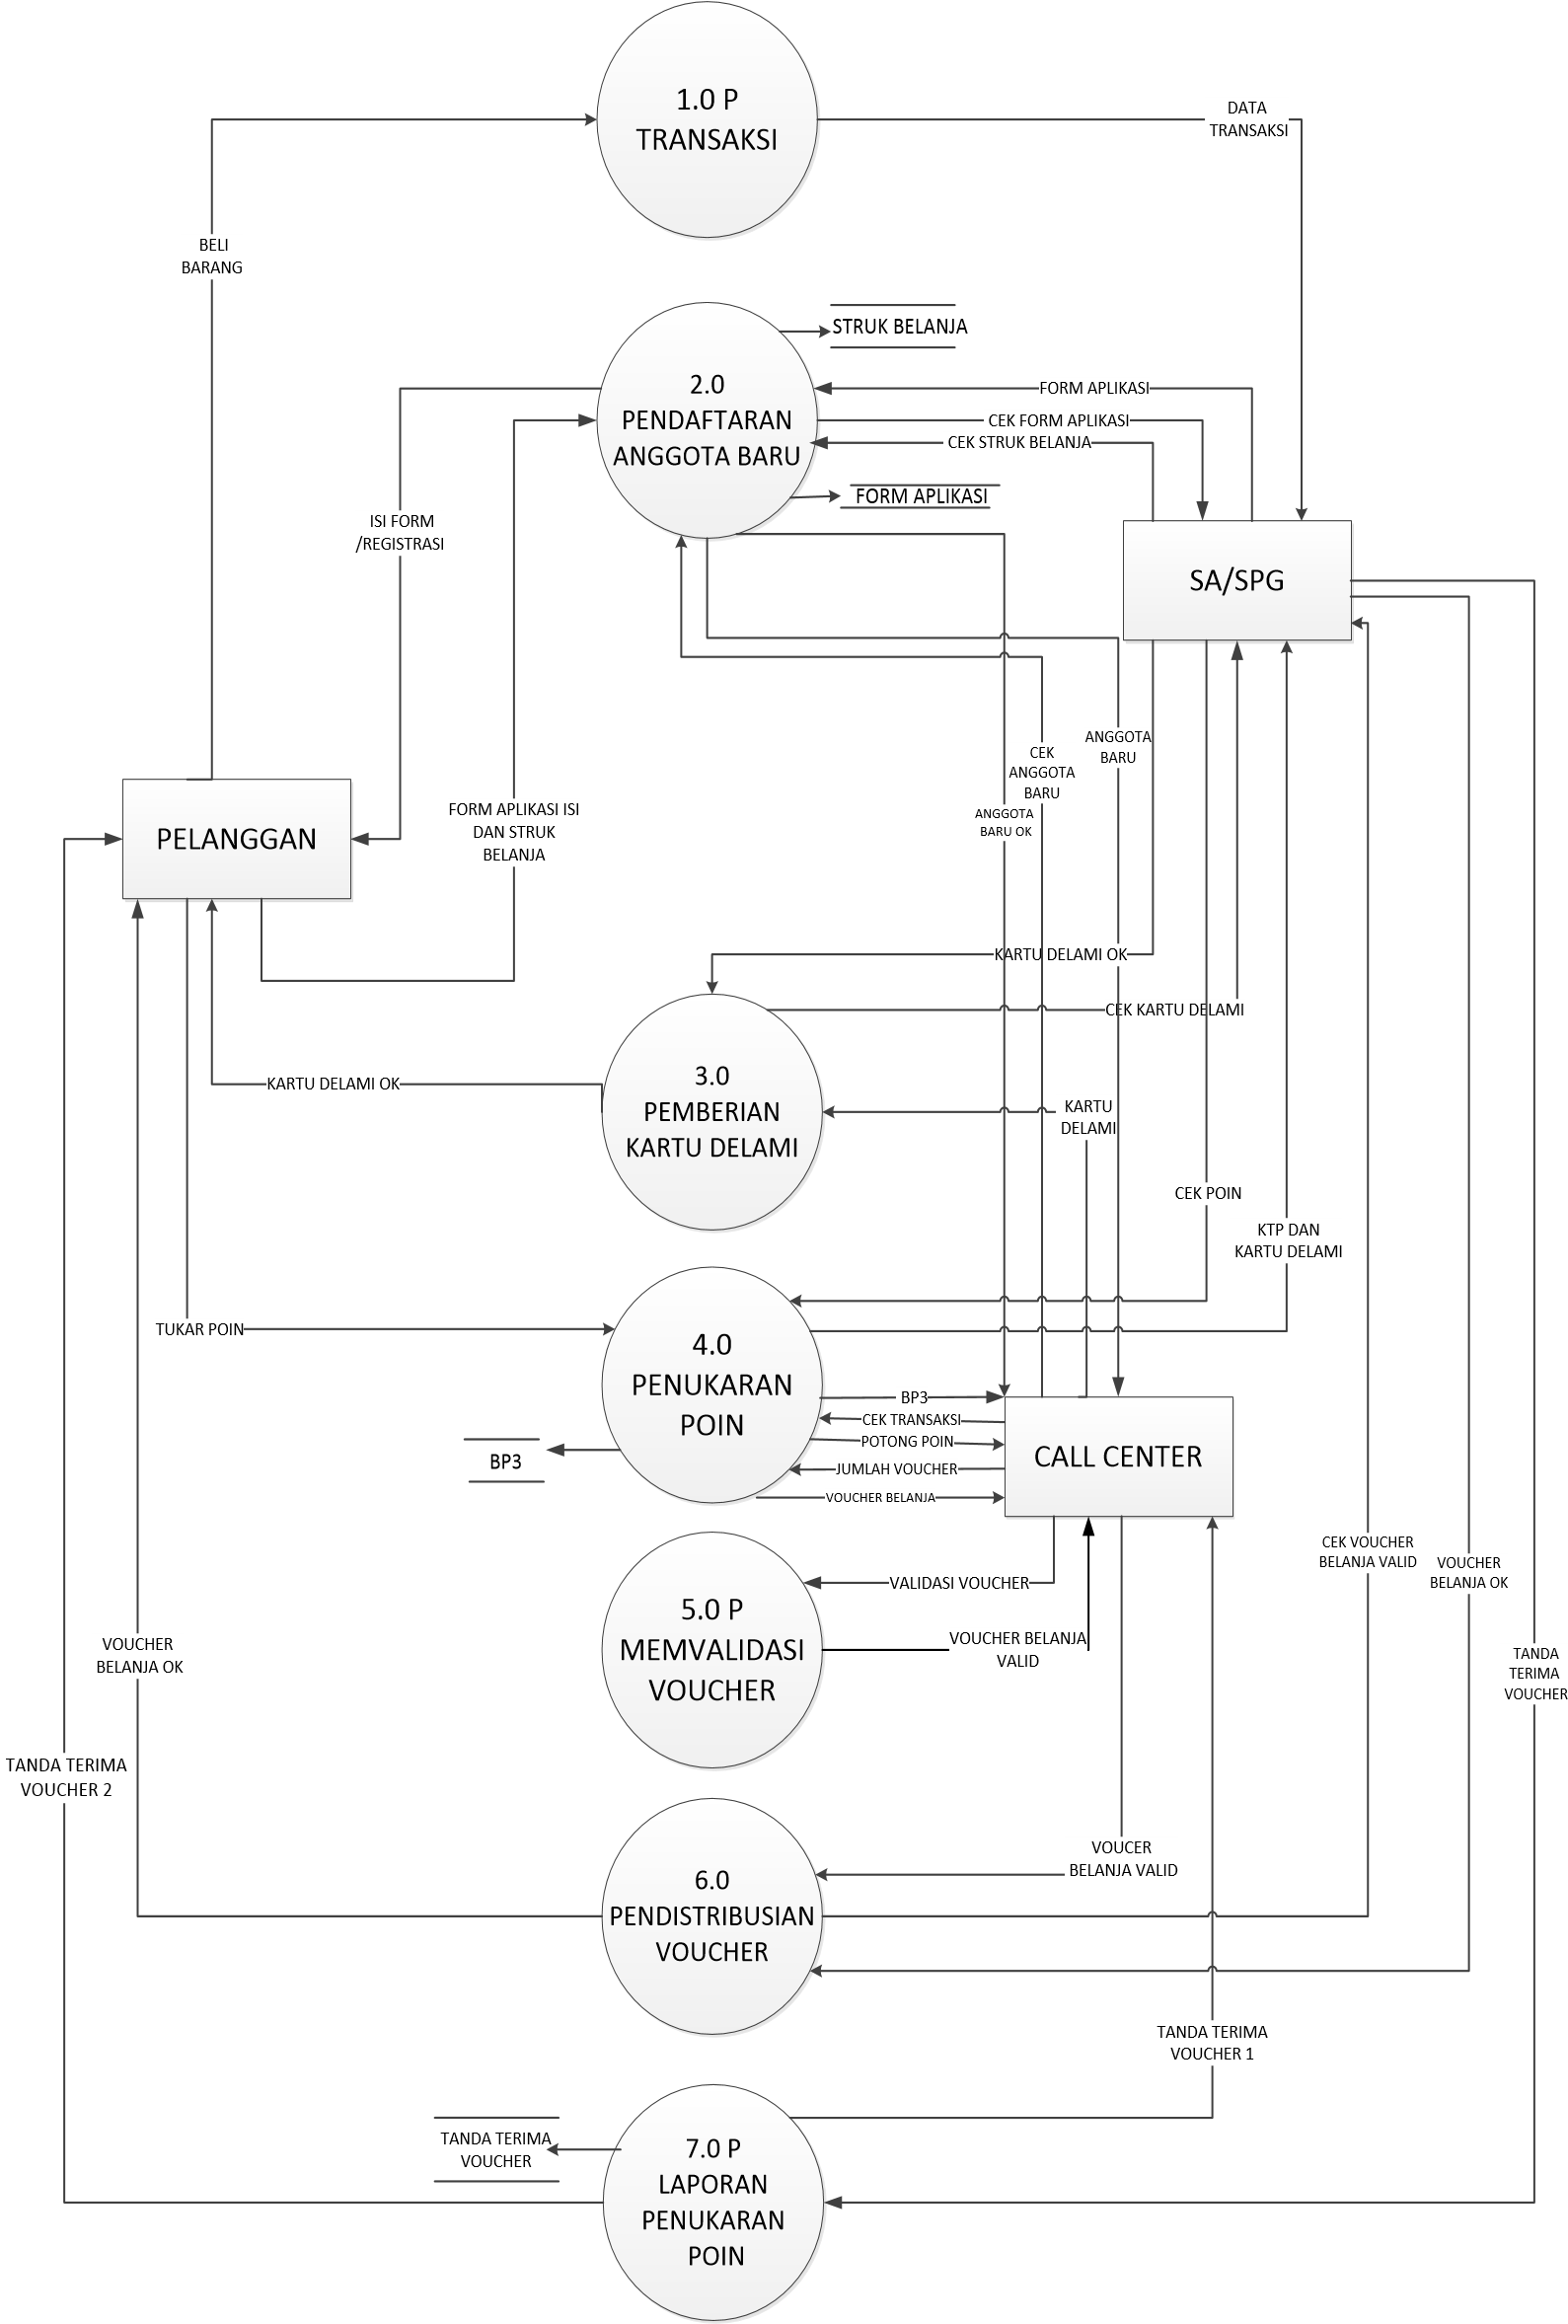 1.0 P
TRANSAKSI
DATA
TRANSAKSI
BELI
BARANG
STRUK BELANJA
2.0
PENDAFTARAN
ANGGOTA BARU
FORM APLIKASI
CEK FORM APLIKASI
CEK STRUK BELANJA
FORM APLIKASI
ISI FORM
/REGISTRASI
SA/SPG
ANGGOTA
BARU
CEK
ANGGOTA
BARU
ANGGOTA
BARU OK
PELANGGAN
FORM APLIKASI ISI
DAN STRUK
BELANJA
KARTU DELAMI OK
CEK KARTU DELAMI
3.0
PEMBERIAN
KARTU DELAMI
KARTU DELAMI OK
KARTU
DELAMI
CEK POIN
KTP DAN
KARTU DELAMI
TUKAR POIN
4.0
PENUKARAN
POIN
BP3
CEK TRANSAKSI
POTONG POIN
JUMLAH VOUCHER
VOUCHER BELANJA
CALL CENTER
BP3
CEK VOUCHER
BELANJA VALID
VOUCHER
BELANJA OK
VALIDASI VOUCHER
5.0 P
MEMVALIDASI
VOUCHER
VOUCHER BELANJA
VALID
VOUCHER
BELANJA OK
TANDA
TERIMA
VOUCHER
TANDA TERIMA
VOUCHER 2
VOUCER
BELANJA VALID
6.0
PENDISTRIBUSIAN
VOUCHER
TANDA TERIMA
VOUCHER 1
TANDA TERIMA
VOUCHER
7.0 P
LAPORAN
PENUKARAN
POIN